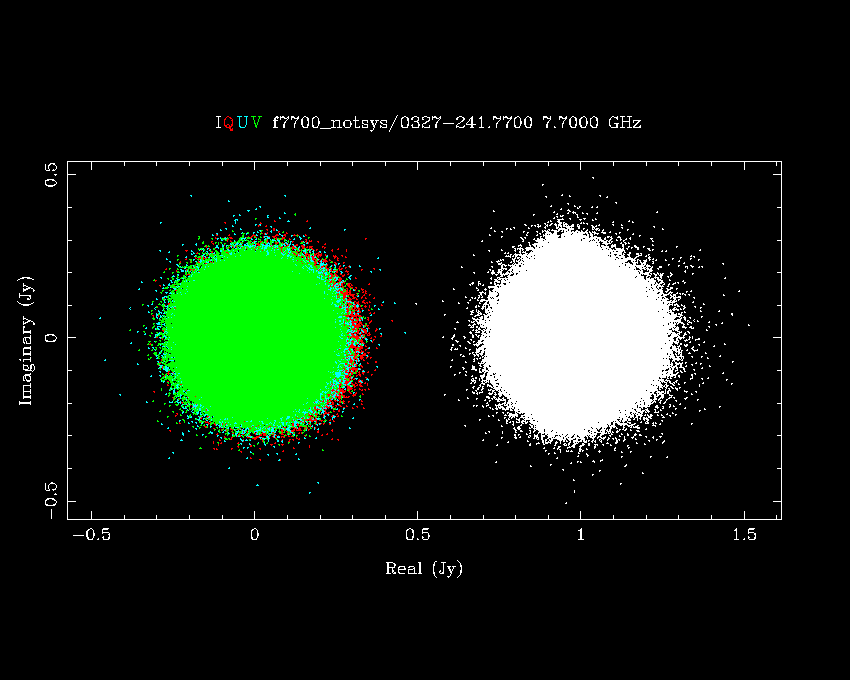 IQUV f7700_notsys/0327-241.7700 7.7000 GHz
0.5
0
-0.5
Imaginary (Jy)
-0.5 0 0.5 1 1.5
Real (Jy)